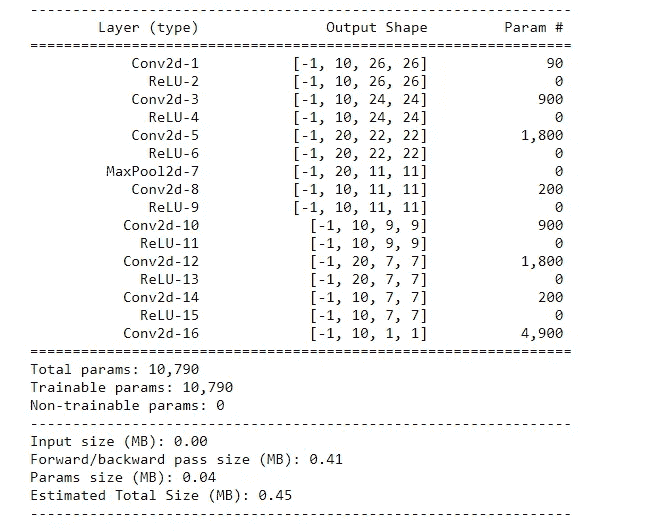 ----------------------------------------------------------------
Layer (type) Output Shape Param #
================================================================
Conv2d-1 [-1, 10, 26, 26] 90
ReLU-2 [-1, 10, 26, 26] 0
Conv2d-3 [-1, 10, 24, 24] 900
ReLU-4 [-1, 10, 24, 24] 0
Conv2d-5 [-1, 20, 22, 22] 1,800
ReLU-6 [-1, 20, 22, 22] 0
MaxPool2d-7 [-1, 20, 11, 11] 0
Conv2d-8 [-1, 10, 11, 11] 200
ReLU-9 [-1, 10, 11, 11] 0
Conv2d-10 [-1, 10, 9, 9] 900
ReLU-11 [-1, 10, 9, 9] 0
Conv2d-12 [-1, 20, 7, 7] 1,800
ReLU-13 [-1, 20, 7, 7] 0
Conv2d-14 [-1, 10, 7, 7] 200
ReLU-15 [-1, 10, 7, 7] 0
Conv2d-16 [-1, 10, 1, 1] 4,900
================================================================
Total params: 10,790
Trainable params: 10,790
Non-trainable params: 0
----------------------------------------------------------------
Input size (MB): 0.00
Forward/backward pass size (MB): 0.41
Params size (MB): 0.04
Estimated Total Size (MB): 0.45
----------------------------------------------------------------